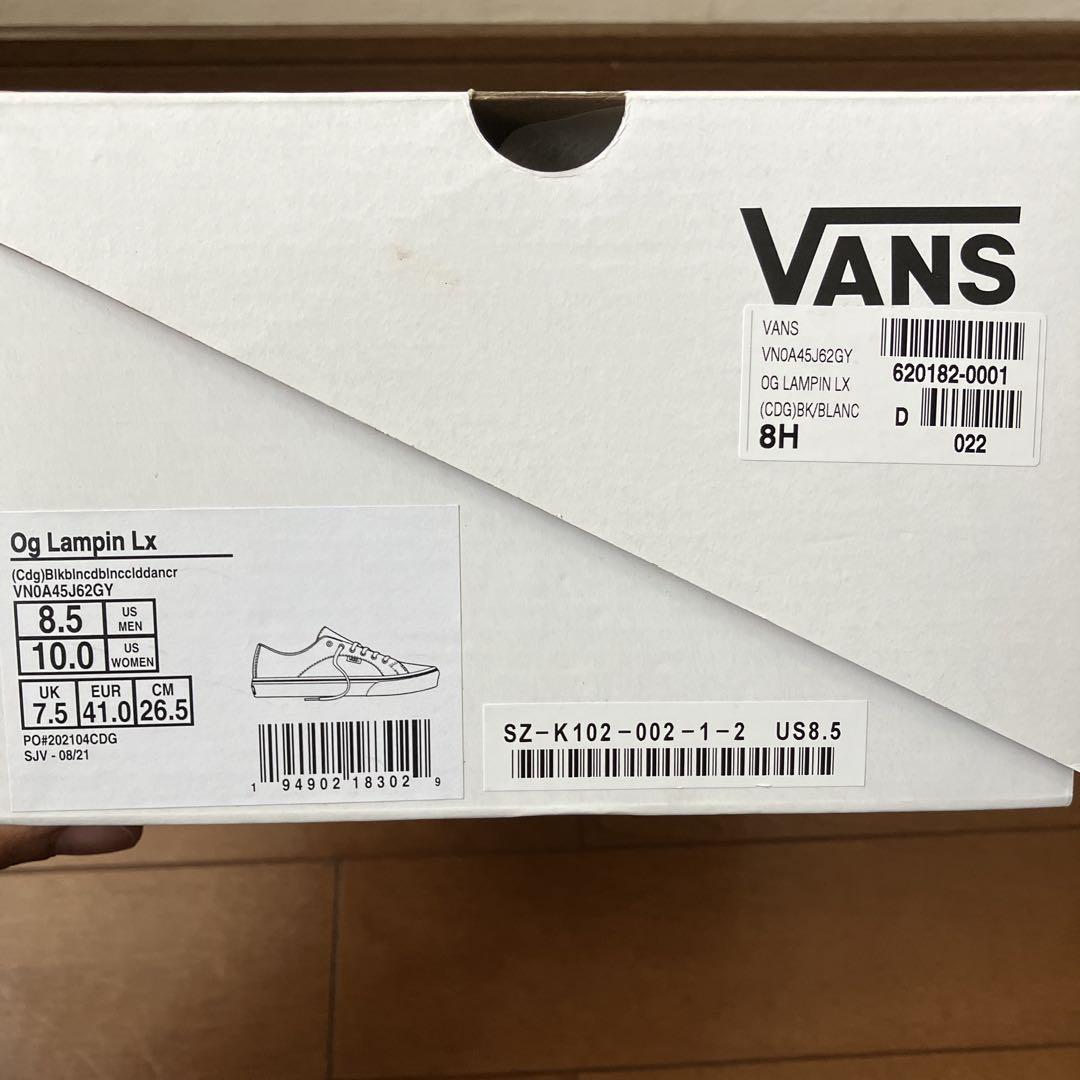 VANS
VANS
VN0A45J62GY
OG LAMPIN LX
(CDG)BK/BLANC
8H
620182-0001
D
022
Og Lampin Lx
(Cdg)Blkblncdblncclddancr
VN0A45J62GY
8.5 US MEN
10.0 US WOMEN
UK EUR CM
7.5 41.0 26.5
PO#202104CDG
SJV - 08/21
1 94902 18302 9
SZ-K102-002-1-2 US8.5